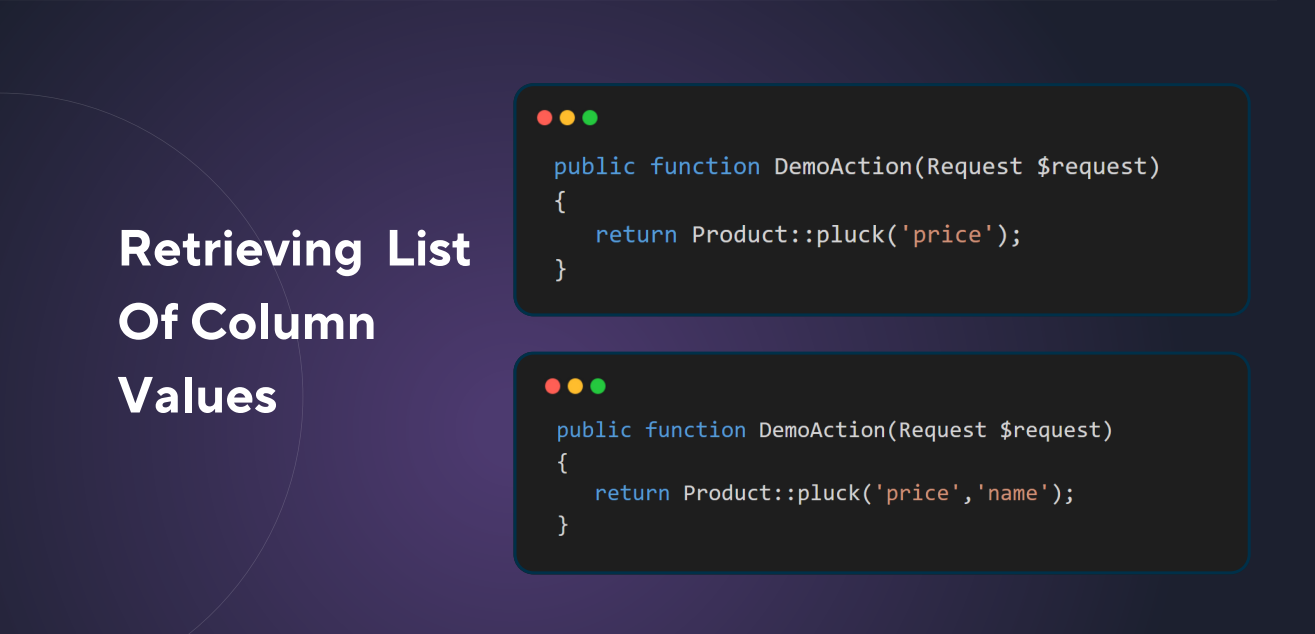 Retrieving List
Of Column
Values
public function DemoAction(Request $request)
{
return Product::pluck('price');
}
public function DemoAction(Request $request)
{
return Product::pluck('price','name');
}